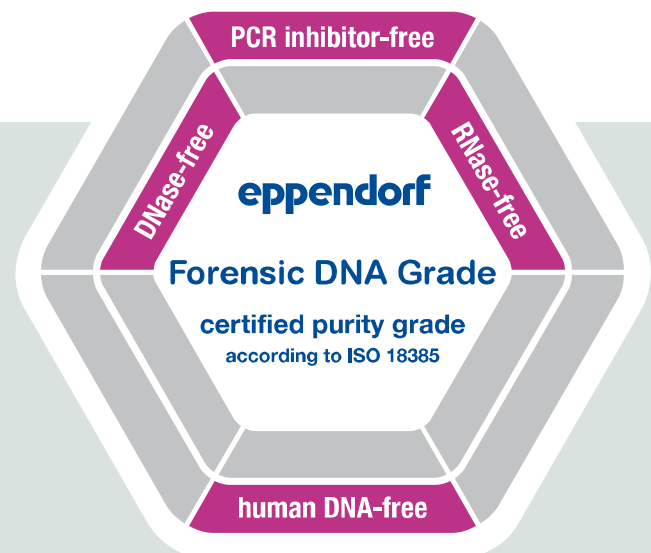 PCR inhibitor-free
DNase-free
RNase-free
eppendorf
Forensic DNA Grade
certified purity grade
according to ISO 18385
human DNA-free